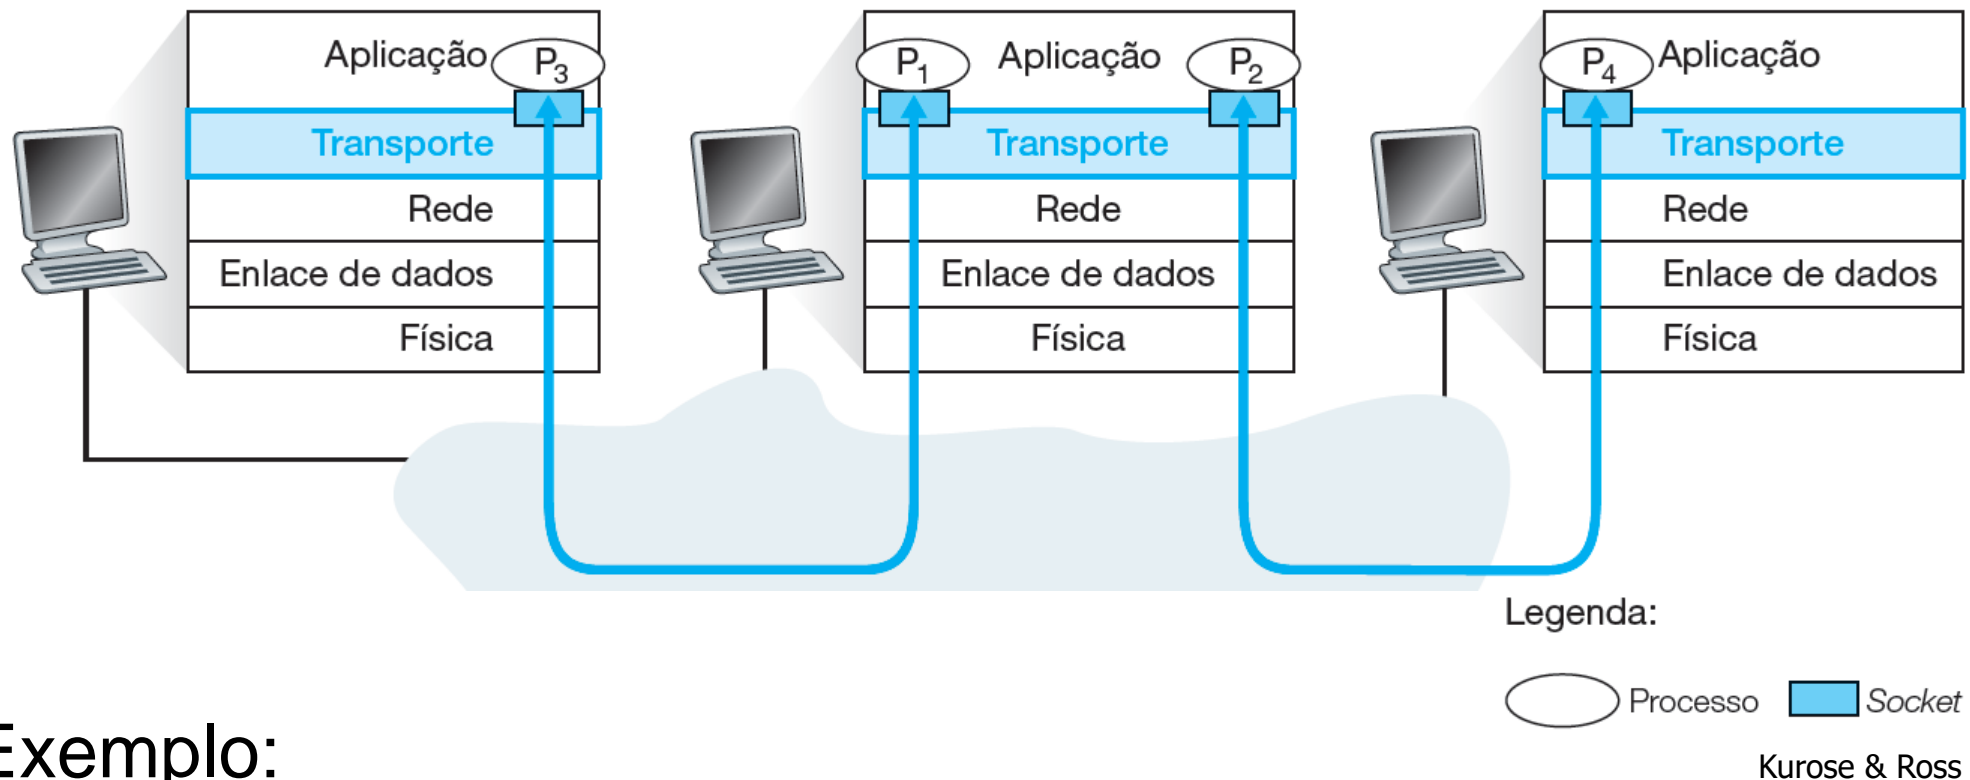 Aplicação P3
Transporte
Rede
Enlace de dados
Física
P1 Aplicação P2
Transporte
Rede
Enlace de dados
Física
P4 Aplicação
Transporte
Rede
Enlace de dados
Física
Legenda:
Processo Socket
Exemplo:
Kurose & Ross